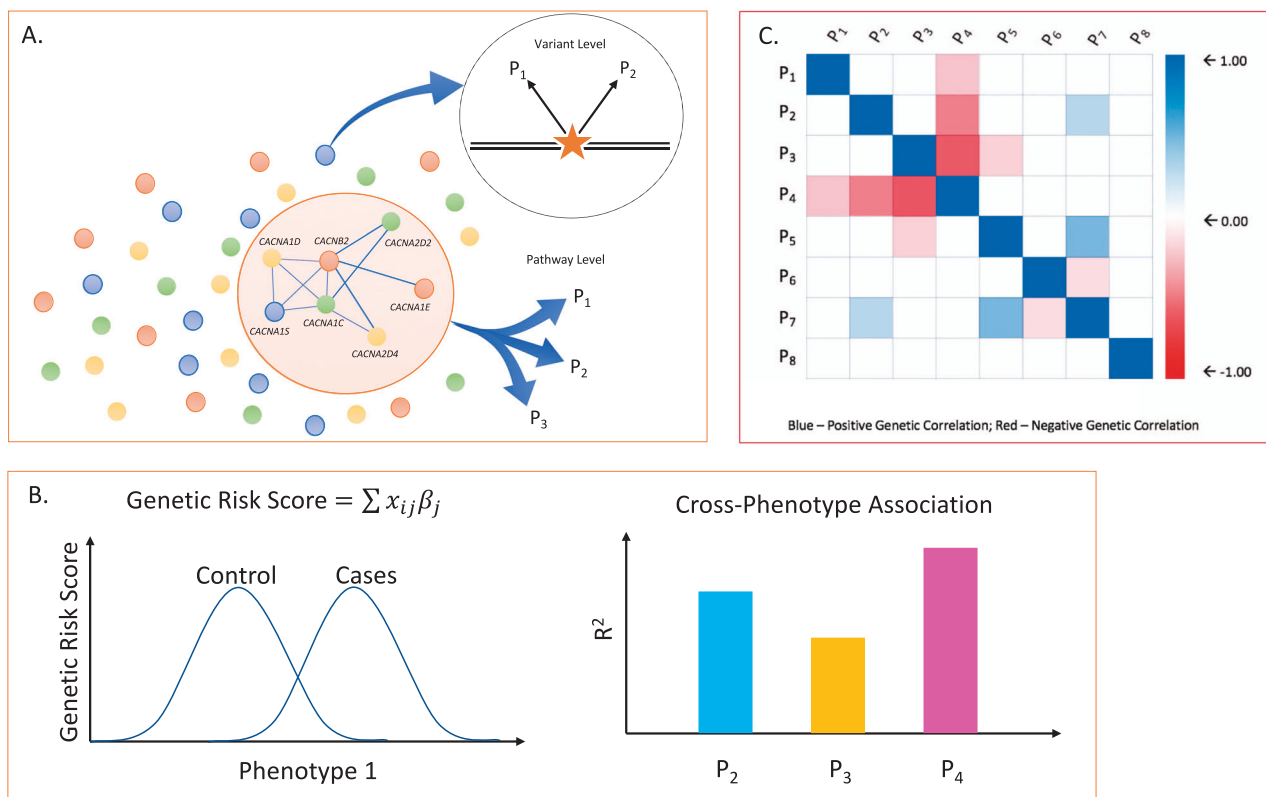 A.
Variant Level
P1
P2
CACNA1D
CACNB2
CACNA2D2
CACNA1E
CACNA1S
CACNA1C
CACNA2D4
Pathway Level
P1
P2
P3
C.
P1 P2 P3 P4 P5 P6 P7 P8
P1
P2
P3
P4
P5
P6
P7
P8
←1.00
←0.00
←-1.00
Blue – Positive Genetic Correlation; Red – Negative Genetic Correlation
B.
Genetic Risk Score = ∑ xijβj
Genetic Risk Score
Control
Cases
Phenotype 1
Cross-Phenotype Association
R²
P2
P3
P4